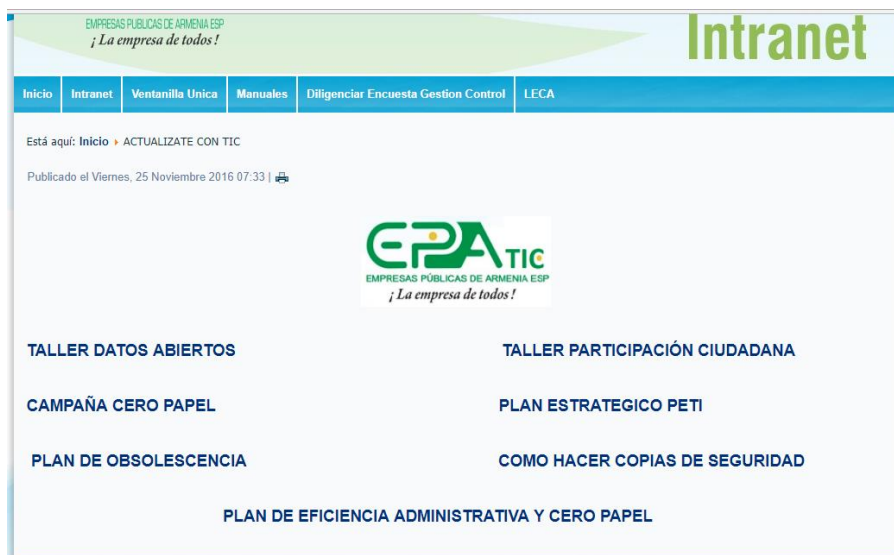 EMPRESAS PUBLICAS DE ARMENIA ESP
¡ La empresa de todos !
Intranet
Inicio Intranet Ventanilla Unica Manuales Diligenciar Encuesta Gestion Control LECA
Está aquí: Inicio ACTUALIZATE CON TIC
Publicado el Viernes, 25 Noviembre 2016 07:33 |
EPA TIC
EMPRESAS PÚBLICAS DE ARMENIA ESP
¡ La empresa de todos !
TALLER DATOS ABIERTOS TALLER PARTICIPACIÓN CIUDADANA
CAMPAÑA CERO PAPEL PLAN ESTRATEGICO PETI
PLAN DE OBSOLESCENCIA COMO HACER COPIAS DE SEGURIDAD
PLAN DE EFICIENCIA ADMINISTRATIVA Y CERO PAPEL